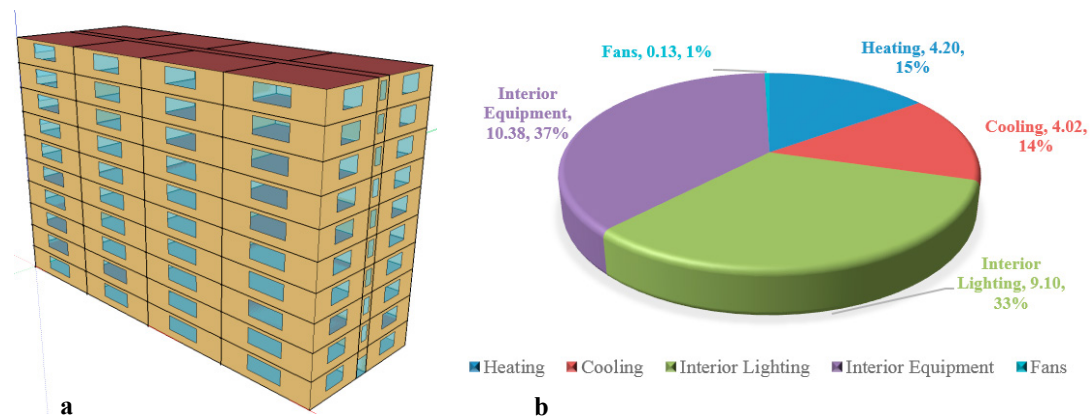 Fans, 0.13, 1%
Heating, 4.20,
15%
Interior
Equipment,
10.38, 37%
Cooling, 4.02,
14%
Interior
Lighting, 9.10,
33%
Heating Cooling Interior Lighting Interior Equipment Fans
a b